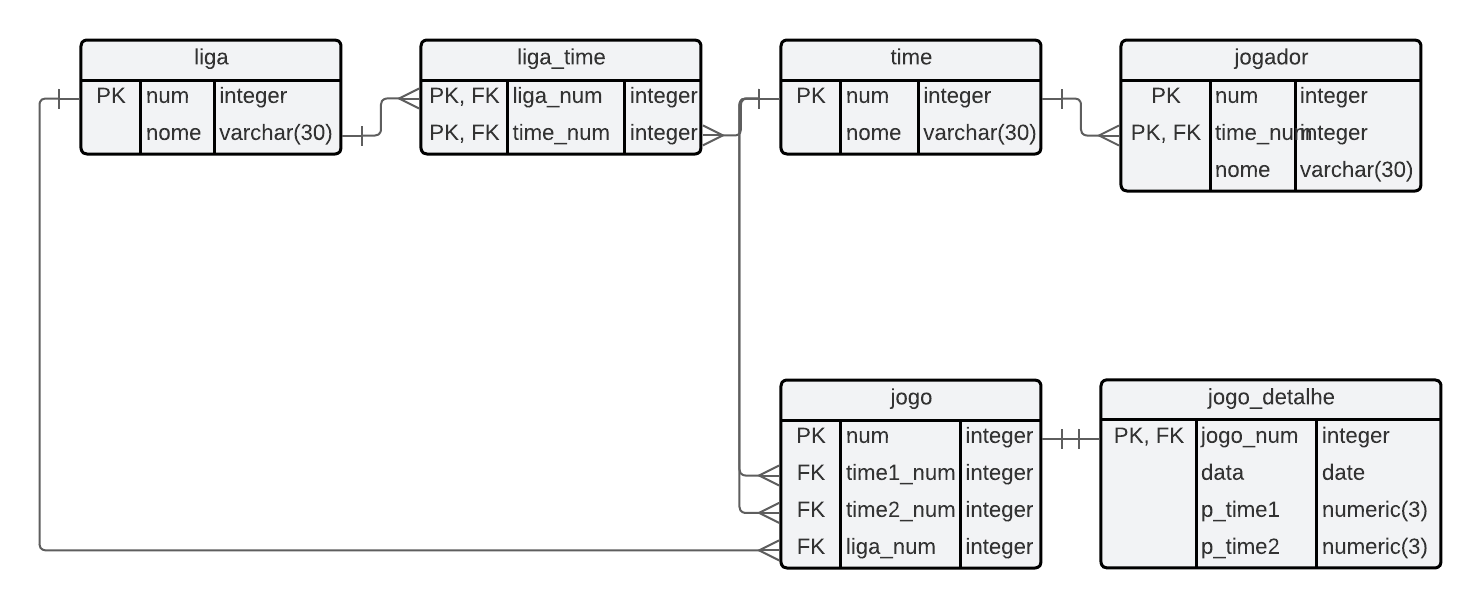 liga
PK num integer
nome varchar(30)
liga_time
PK, FK liga_num integer
PK, FK time_num integer
time
PK num integer
nome varchar(30)
jogador
PK num integer
PK, FK time_num integer
nome varchar(30)
jogo
PK num integer
FK time1_num integer
FK time2_num integer
FK liga_num integer
jogo_detalhe
PK, FK jogo_num integer
data date
p_time1 numeric(3)
p_time2 numeric(3)